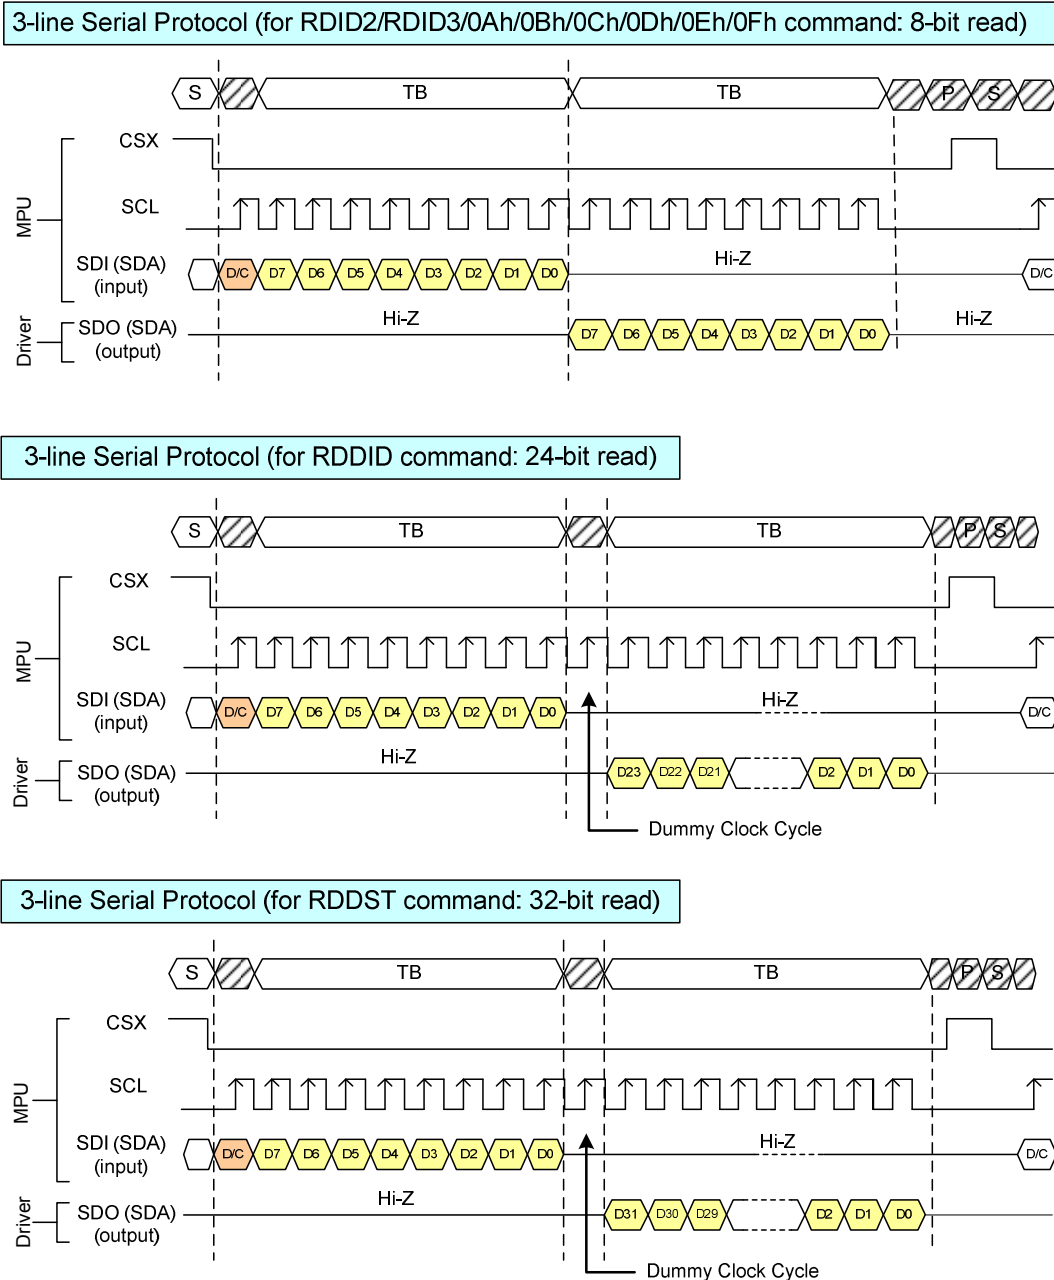 3-line Serial Protocol (for RDID2/RDID3/0Ah/0Bh/0Ch/0Dh/0Eh/0Fh command: 8-bit read)
S TB TB P S
CSX
MPU
SCL
SDI (SDA)
(input)
D/C D7 D6 D5 D4 D3 D2 D1 D0 Hi-Z D/C
Driver
SDO (SDA)
(output)
Hi-Z D7 D6 D5 D4 D3 D2 D1 D0 Hi-Z
3-line Serial Protocol (for RDDID command: 24-bit read)
S TB TB P S
CSX
MPU
SCL
SDI (SDA)
(input)
D/C D7 D6 D5 D4 D3 D2 D1 D0 Hi-Z D/C
Driver
SDO (SDA)
(output)
Hi-Z D23 D22 D21 D2 D1 D0
Dummy Clock Cycle
3-line Serial Protocol (for RDDST command: 32-bit read)
S TB TB P S
CSX
MPU
SCL
SDI (SDA)
(input)
D/C D7 D6 D5 D4 D3 D2 D1 D0 Hi-Z D/C
Driver
SDO (SDA)
(output)
Hi-Z D31 D30 D29 D2 D1 D0
Dummy Clock Cycle